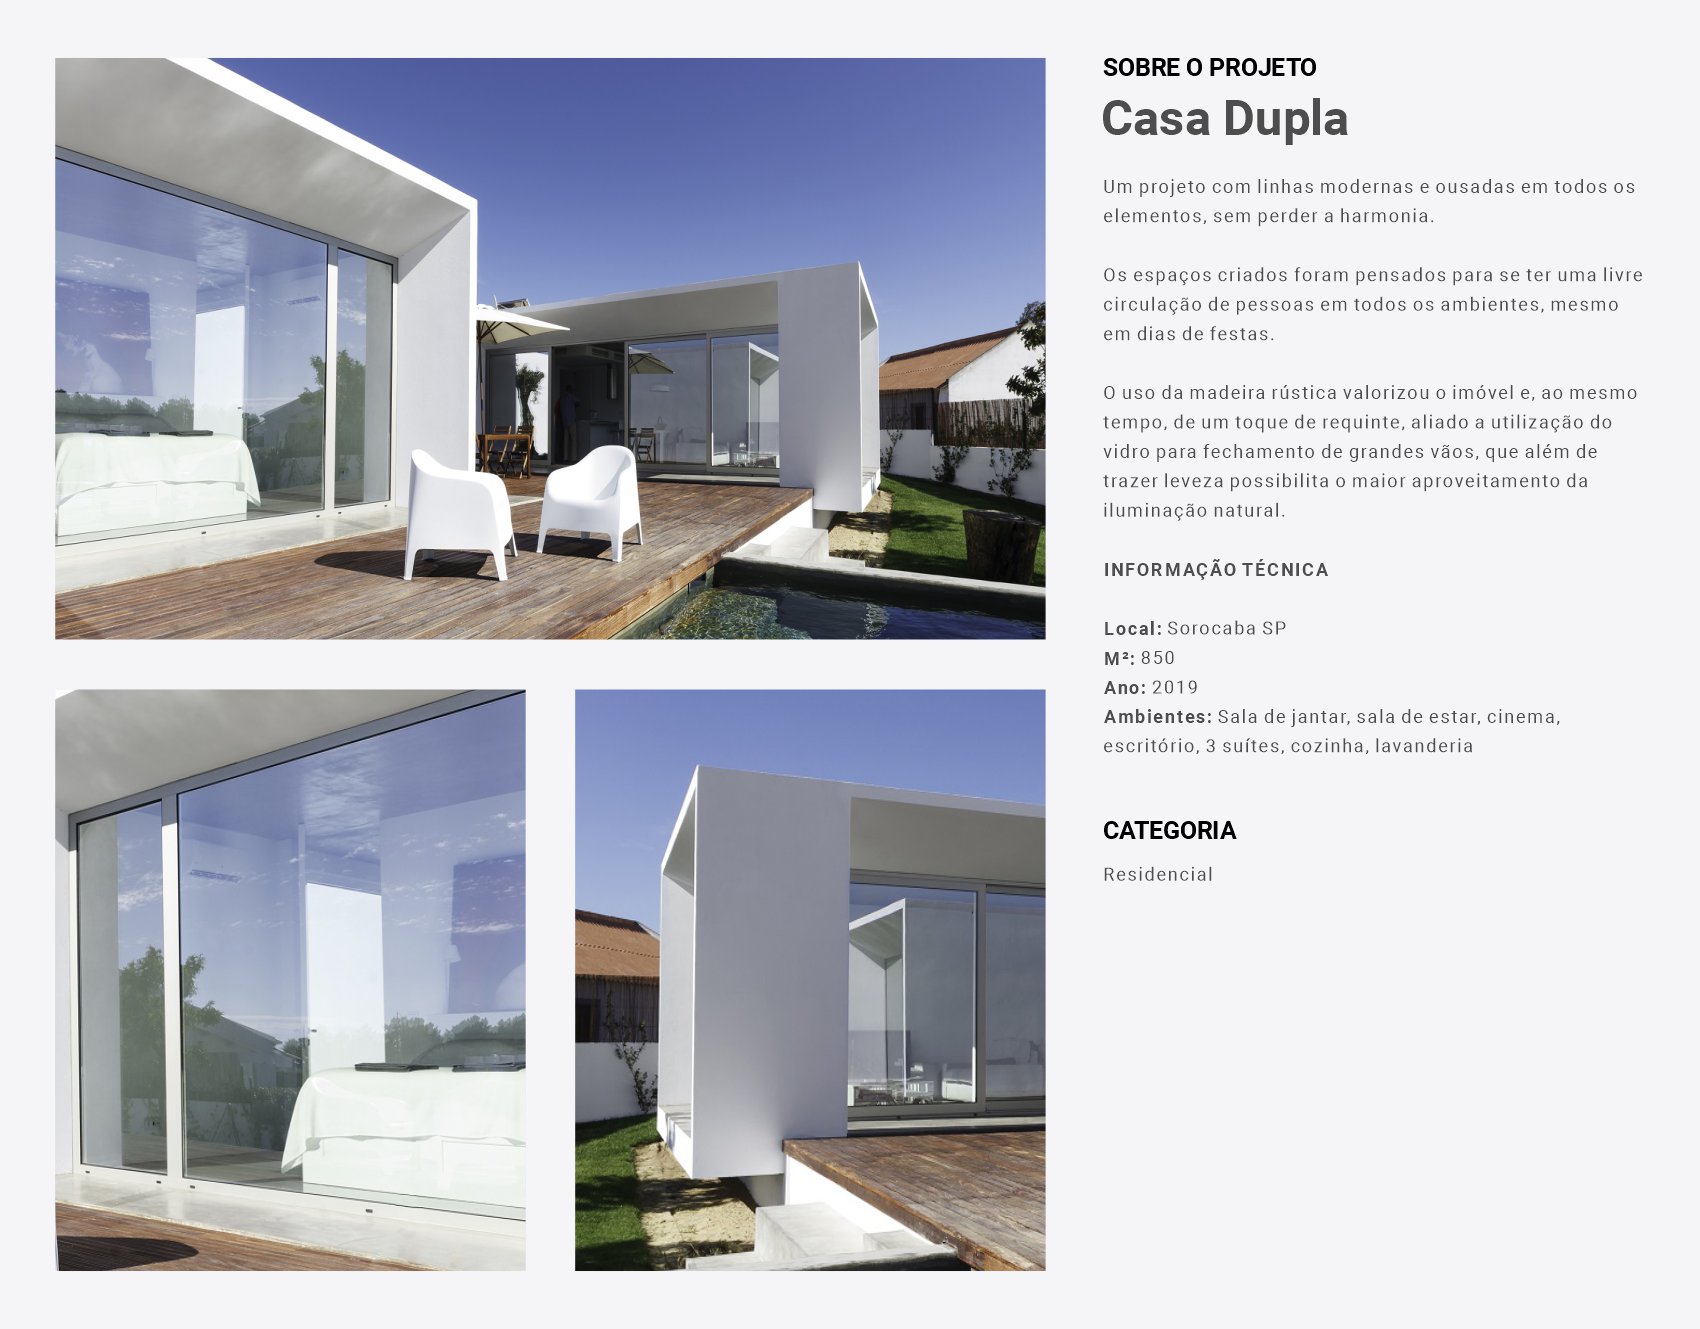 SOBRE O PROJETO
Casa Dupla
Um projeto com linhas modernas e ousadas em todos os
elementos, sem perder a harmonia.
Os espaços criados foram pensados para se ter uma livre
circulação de pessoas em todos os ambientes, mesmo
em dias de festas.
O uso da madeira rústica valorizou o imóvel e, ao mesmo
tempo, de um toque de requinte, aliado a utilização do
vidro para fechamento de grandes vãos, que além de
trazer leveza possibilita o maior aproveitamento da
iluminação natural.
INFORMAÇÃO TÉCNICA
Local: Sorocaba SP
M²: 850
Ano: 2019
Ambientes: Sala de jantar, sala de estar, cinema,
escritório, 3 suítes, cozinha, lavanderia
CATEGORIA
Residencial